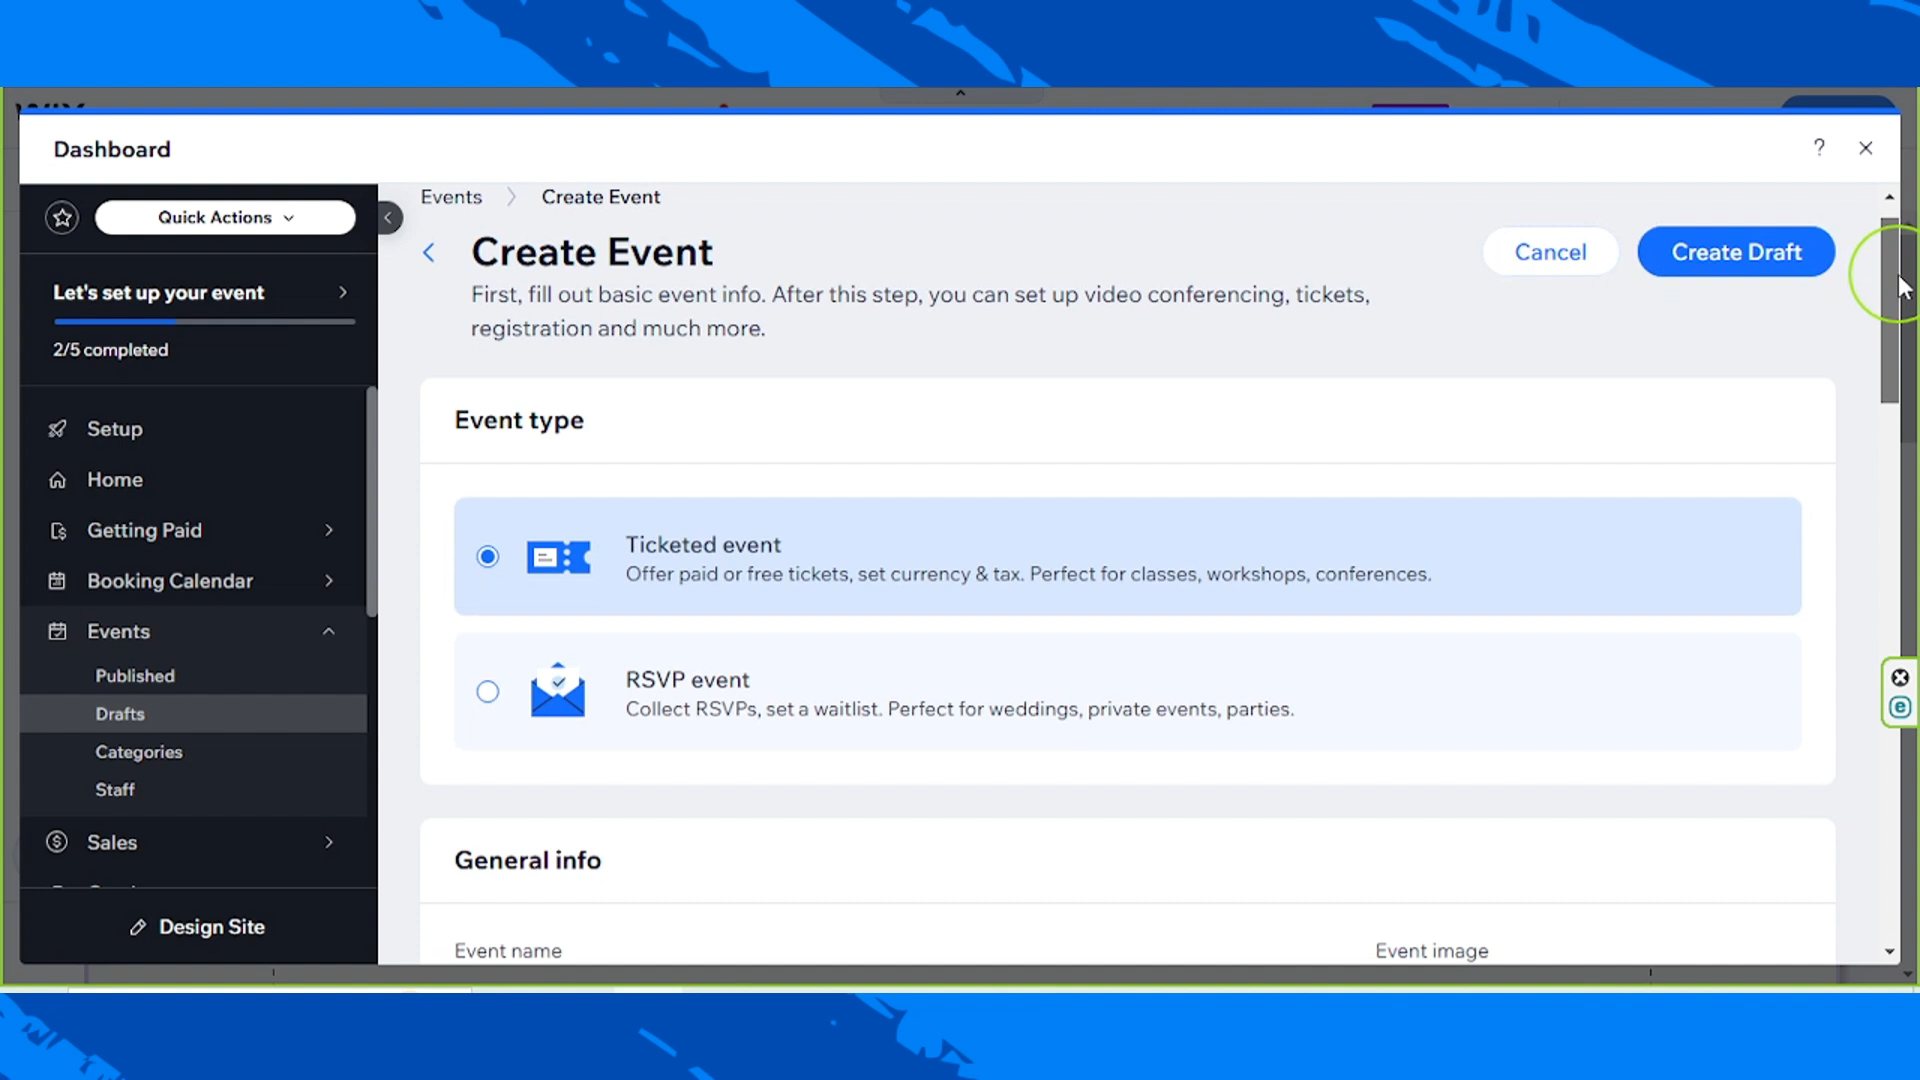 Dashboard
?
Quick Actions
Let's set up your event
2/5 completed
Setup
Home
Getting Paid
Booking Calendar
Events
Published
Drafts
Categories
Staff
Sales
Design Site
Events > Create Event
Create Event
Cancel
Create Draft
First, fill out basic event info. After this step, you can set up video conferencing, tickets,
registration and much more.
Event type
Ticketed event
Offer paid or free tickets, set currency & tax. Perfect for classes, workshops, conferences.
RSVP event
Collect RSVPs, set a waitlist. Perfect for weddings, private events, parties.
General info
Event name
Event image